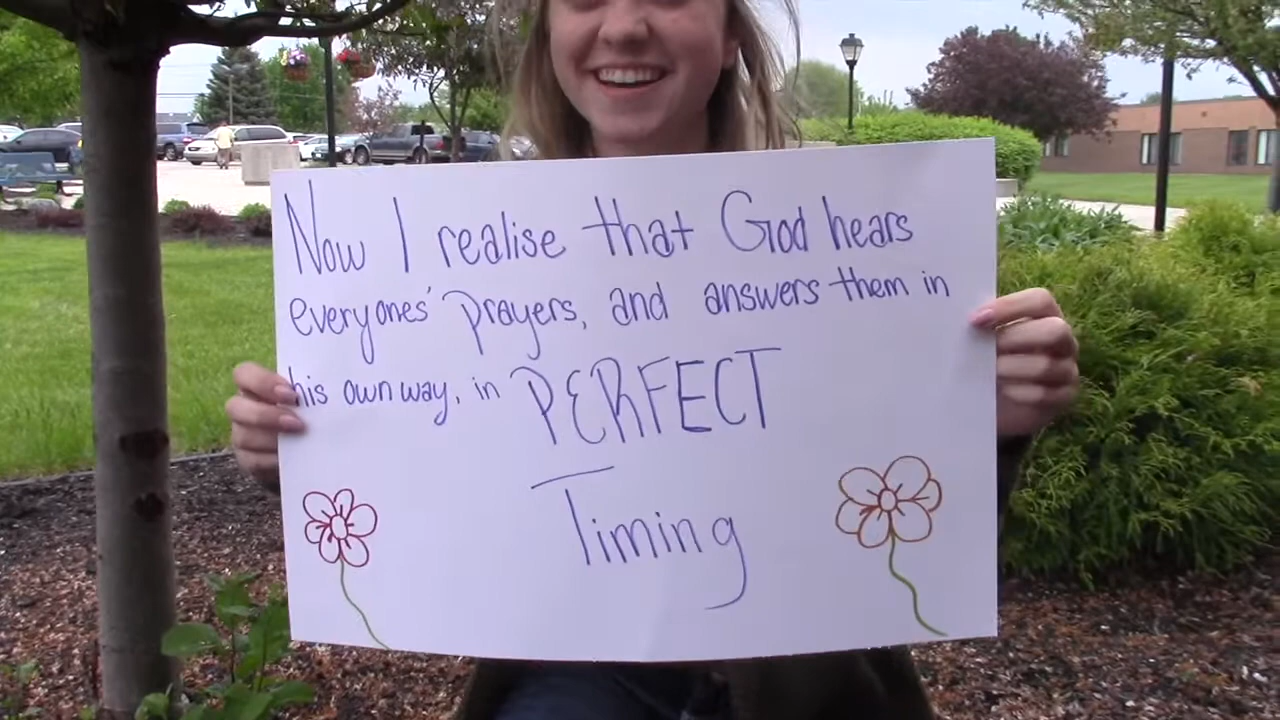 Now I realise that God hears
everyones' prayers, and answers them in
his own way, in PERFECT
Timing